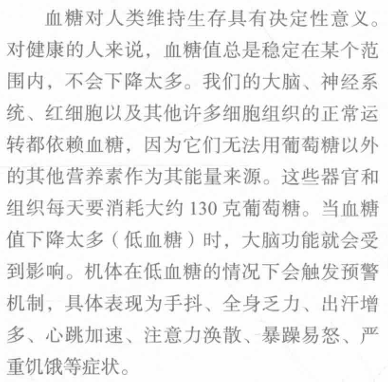 血糖对人类维持生存具有决定性意义。
对健康的人来说，血糖值总是稳定在某个范
围内，不会下降太多。我们的大脑、神经系
统、红细胞以及其他许多细胞组织的正常运
转都依赖血糖，因为它们无法用葡萄糖以外
的其他营养素作为其能量来源。这些器官和
组织每天要消耗大约 130 克葡萄糖。当血糖
值下降太多（低血糖）时，大脑功能就会受
到影响。机体在低血糖的情况下会触发预警
机制，具体表现为手抖、全身乏力、出汗增
多、心跳加速、注意力涣散、暴躁易怒、严
重饥饿等症状。